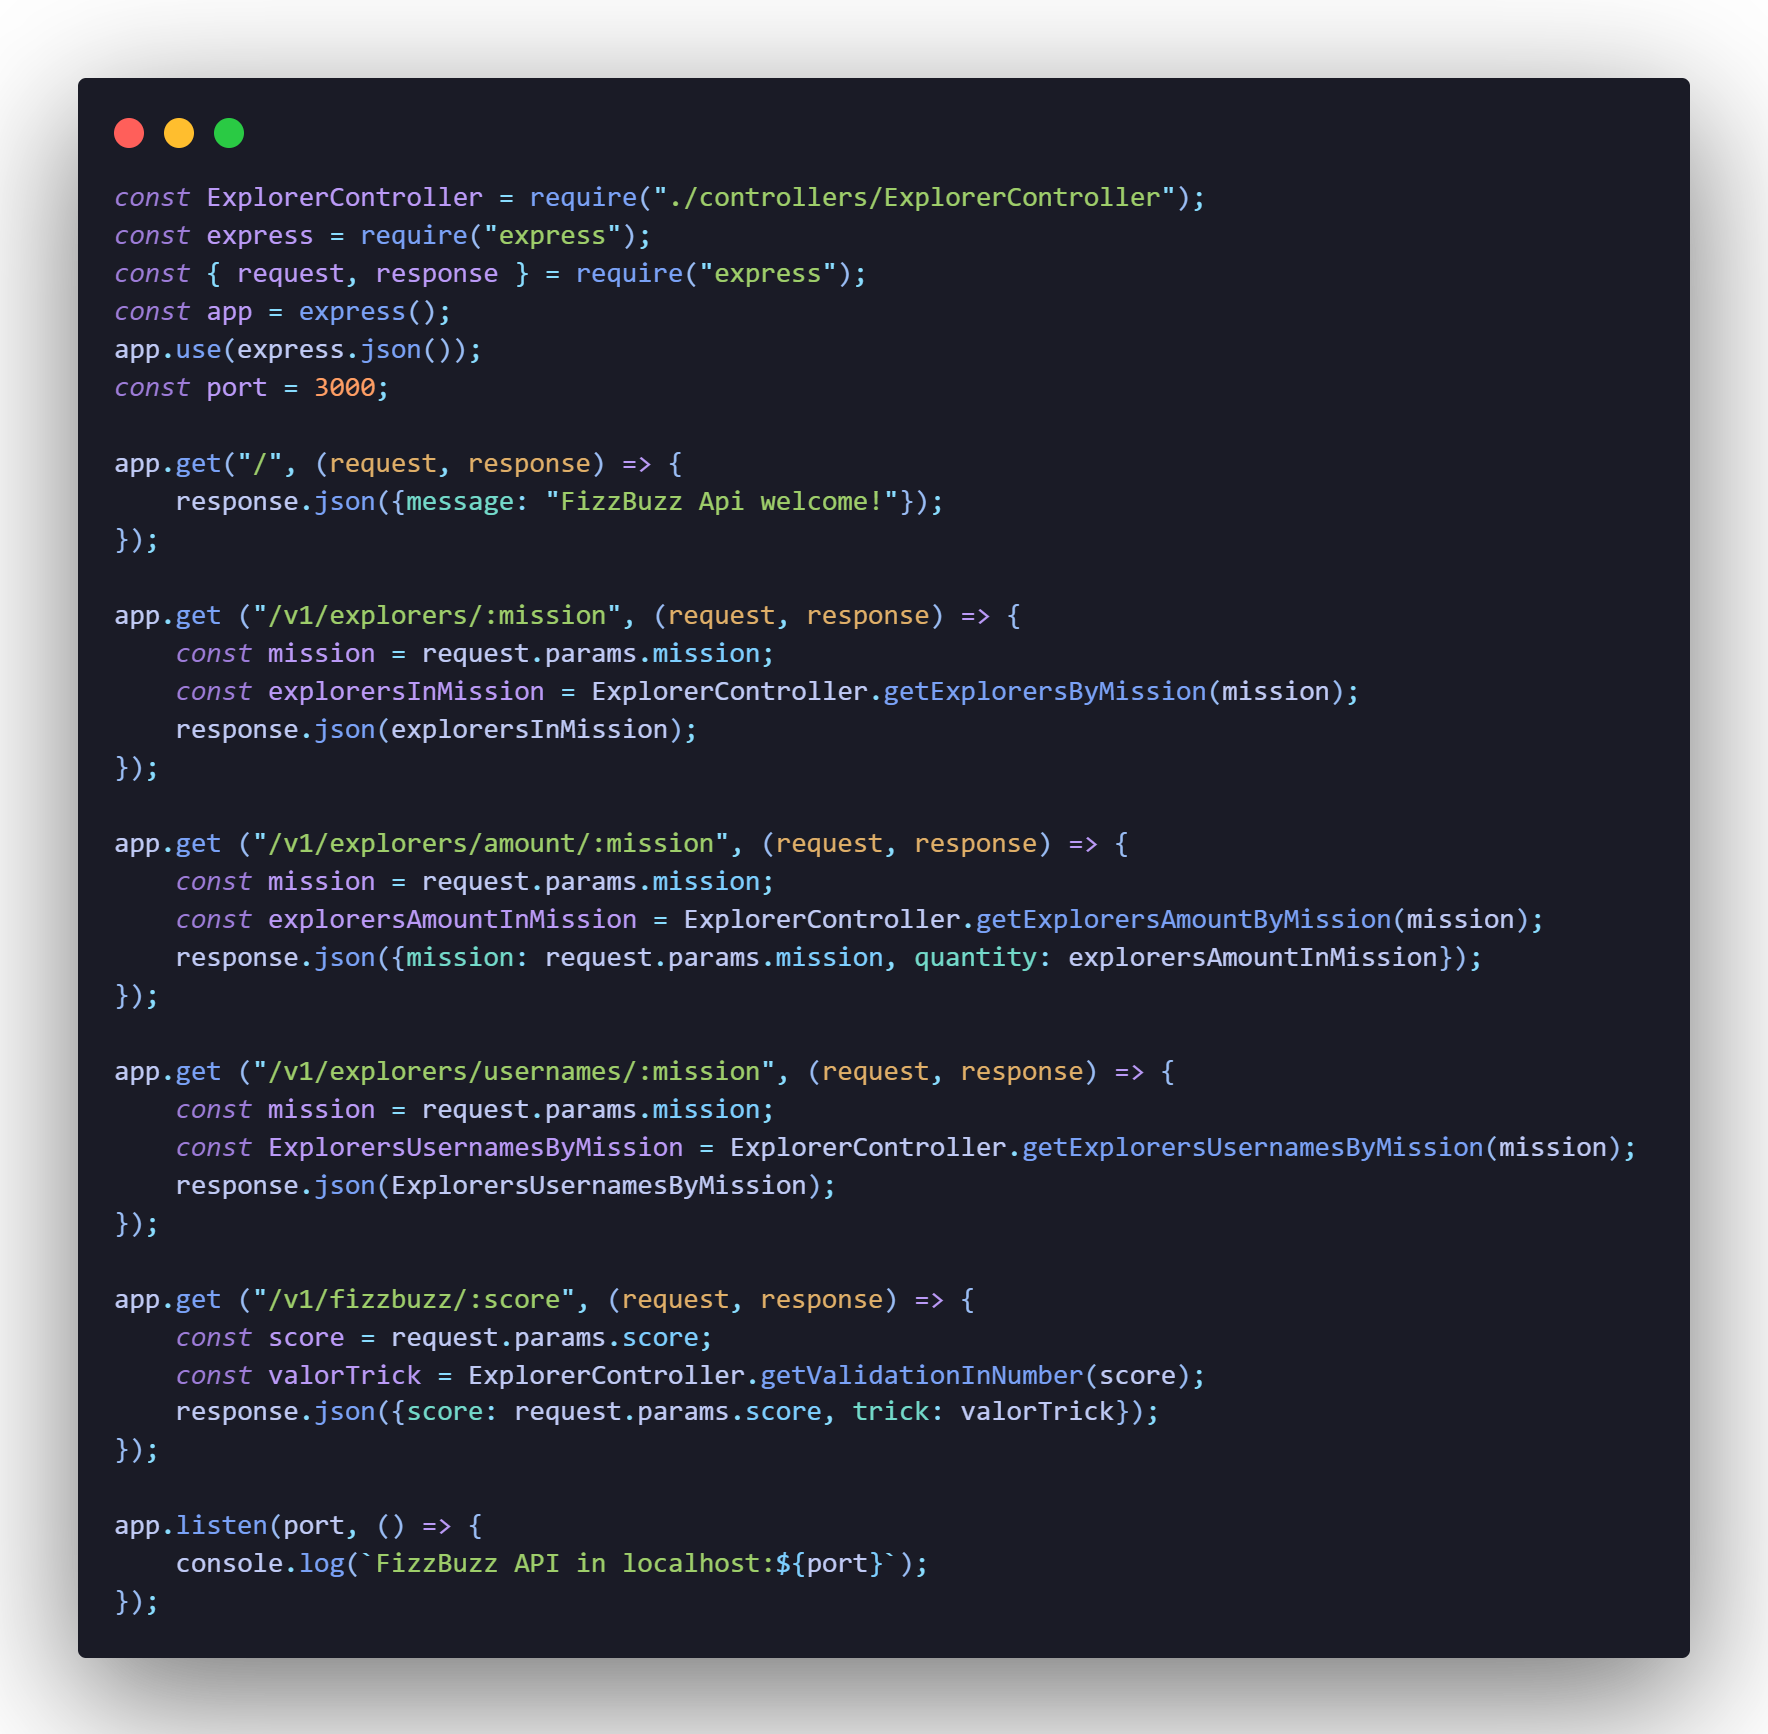 const ExplorerController = require("./controllers/ExplorerController");
const express = require("express");
const { request, response } = require("express");
const app = express();
app.use(express.json());
const port = 3000;

app.get("/", (request, response) => {
    response.json({message: "FizzBuzz Api welcome!"});
});

app.get ("/v1/explorers/:mission", (request, response) => {
    const mission = request.params.mission;
    const explorersInMission = ExplorerController.getExplorersByMission(mission);
    response.json(explorersInMission);
});

app.get ("/v1/explorers/amount/:mission", (request, response) => {
    const mission = request.params.mission;
    const explorersAmountInMission = ExplorerController.getExplorersAmountByMission(mission);
    response.json({mission: request.params.mission, quantity: explorersAmountInMission});
});

app.get ("/v1/explorers/usernames/:mission", (request, response) => {
    const mission = request.params.mission;
    const ExplorersUsernamesByMission = ExplorerController.getExplorersUsernamesByMission(mission);
    response.json(ExplorersUsernamesByMission);
});

app.get ("/v1/fizzbuzz/:score", (request, response) => {
    const score = request.params.score;
    const valorTrick = ExplorerController.getValidationInNumber(score);
    response.json({score: request.params.score, trick: valorTrick});
});

app.listen(port, () => {
    console.log(`FizzBuzz API in localhost:${port}`);
});